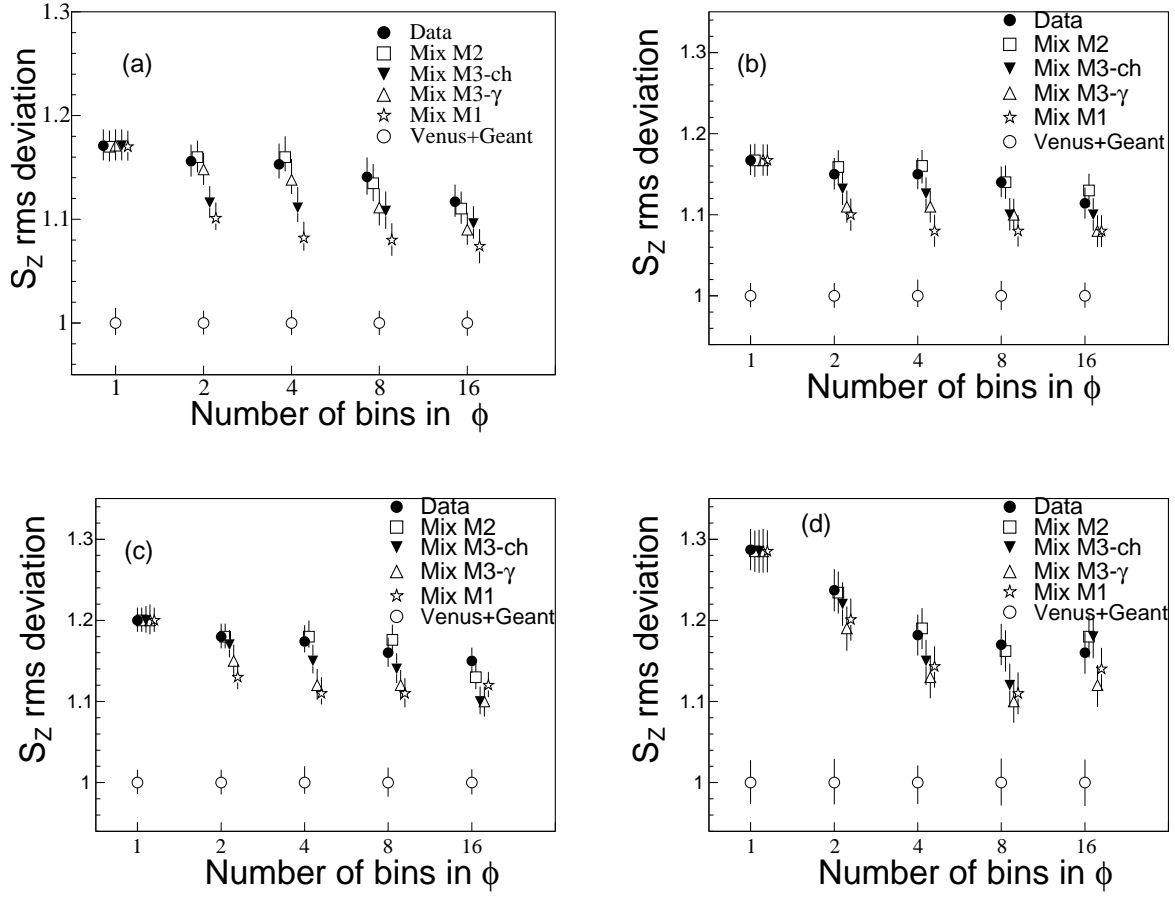 1.3
1.2
1.1
1
S_Z rms deviation
(a)
Data
Mix M2
Mix M3-ch
Mix M3-γ
Mix M1
Venus+Geant
1 2 4 8 16
Number of bins in ϕ
1.3
1.2
1.1
1
S_Z rms deviation
(b)
Data
Mix M2
Mix M3-ch
Mix M3-γ
Mix M1
Venus+Geant
1 2 4 8 16
Number of bins in ϕ
1.3
1.2
1.1
1
S_Z rms deviation
(c)
Data
Mix M2
Mix M3-ch
Mix M3-γ
Mix M1
Venus+Geant
1 2 4 8 16
Number of bins in ϕ
1.3
1.2
1.1
1
S_Z rms deviation
(d)
Data
Mix M2
Mix M3-ch
Mix M3-γ
Mix M1
Venus+Geant
1 2 4 8 16
Number of bins in ϕ